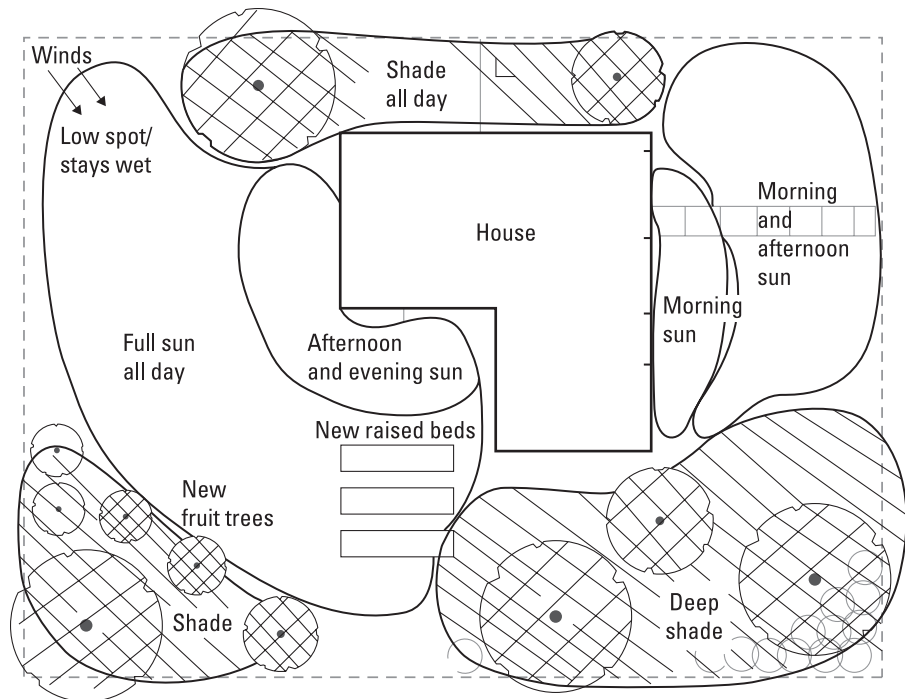 Winds
Low spot/
stays wet
Shade
all day
House
Morning
and
afternoon
sun
Morning
sun
Full sun
all day
Afternoon
and evening sun
New raised beds
New
fruit trees
Shade
Deep
shade